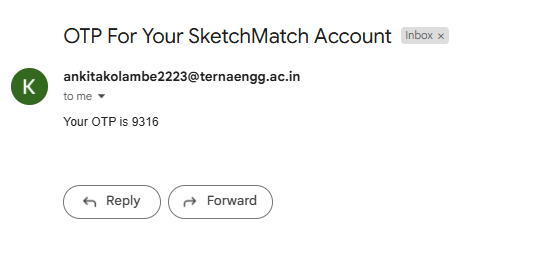 OTP For Your SketchMatch Account Inbox ×
K
ankitakolambe2223@ternaengg.ac.in
to me
Your OTP is 9316
Reply Forward